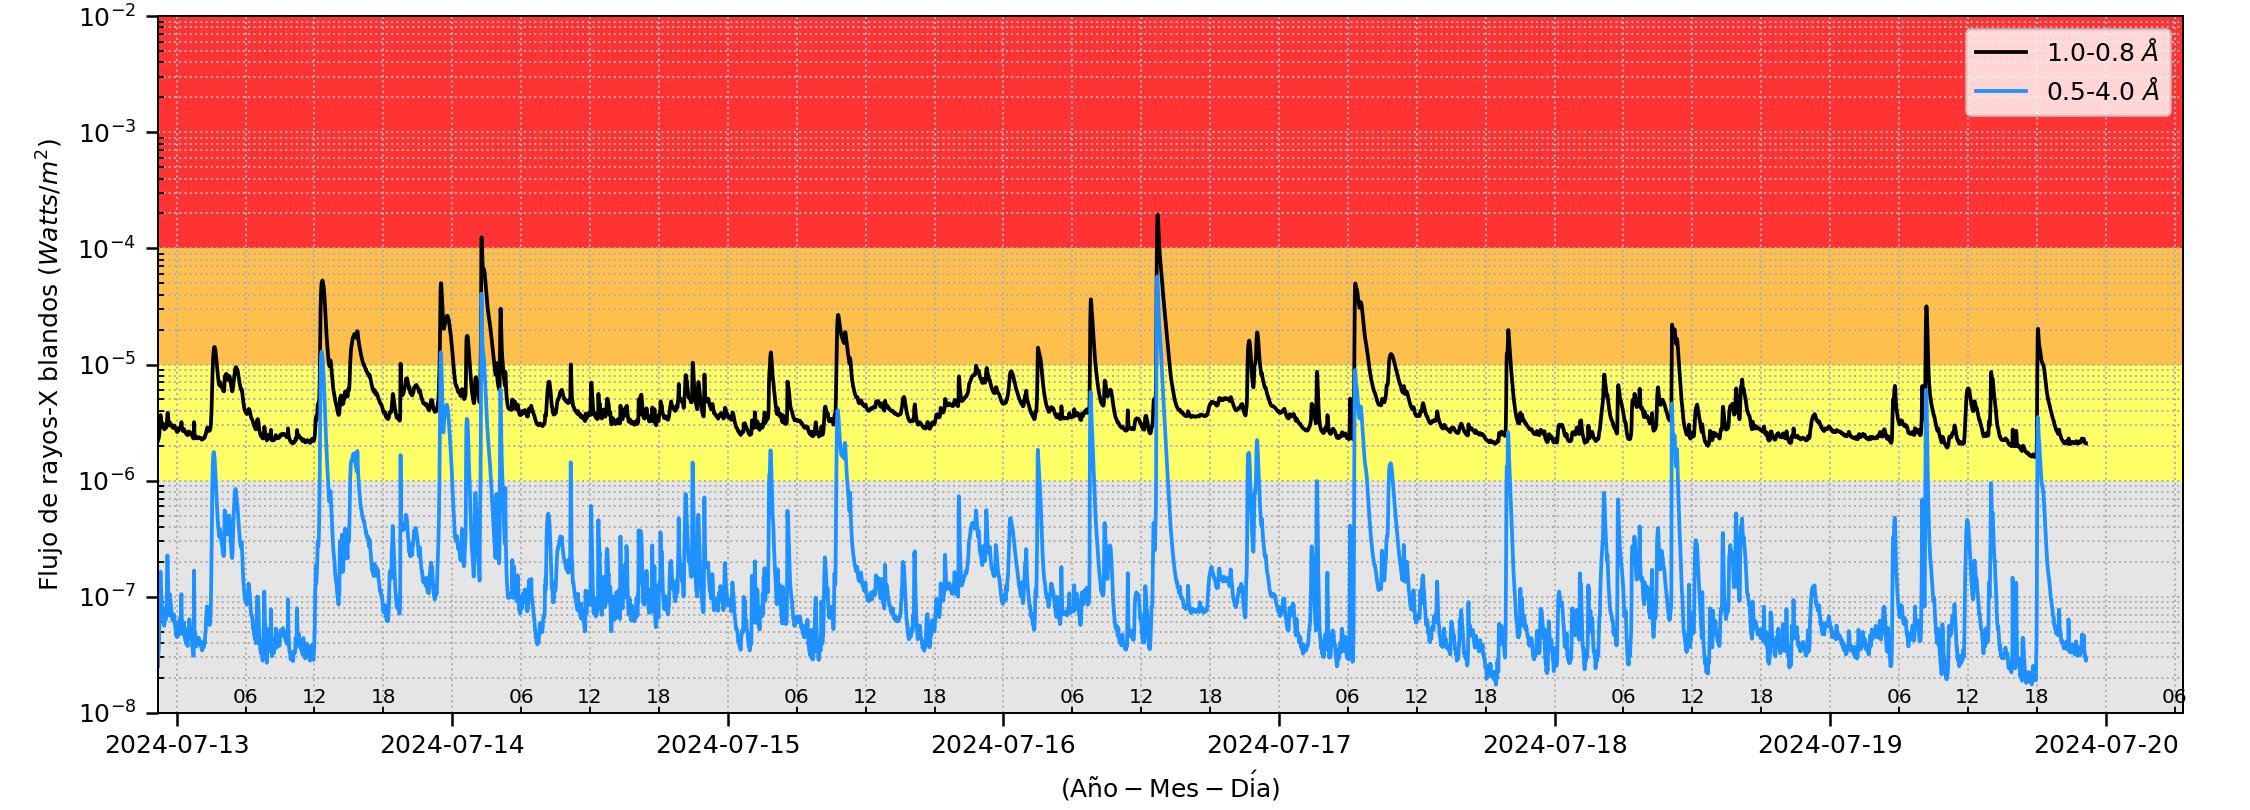 10⁻²
10⁻³
10⁻⁴
10⁻⁵
10⁻⁶
10⁻⁷
10⁻⁸
Flujo de rayos-X blandos (Watts/m²)
1.0-0.8 Å
0.5-4.0 Å
06 12 18 06 12 18 06 12 18 06 12 18 06 12 18 06 12 18 06 12 18 06
2024-07-13 2024-07-14 2024-07-15 2024-07-16 2024-07-17 2024-07-18 2024-07-19 2024-07-20
(Año − Mes − Día)